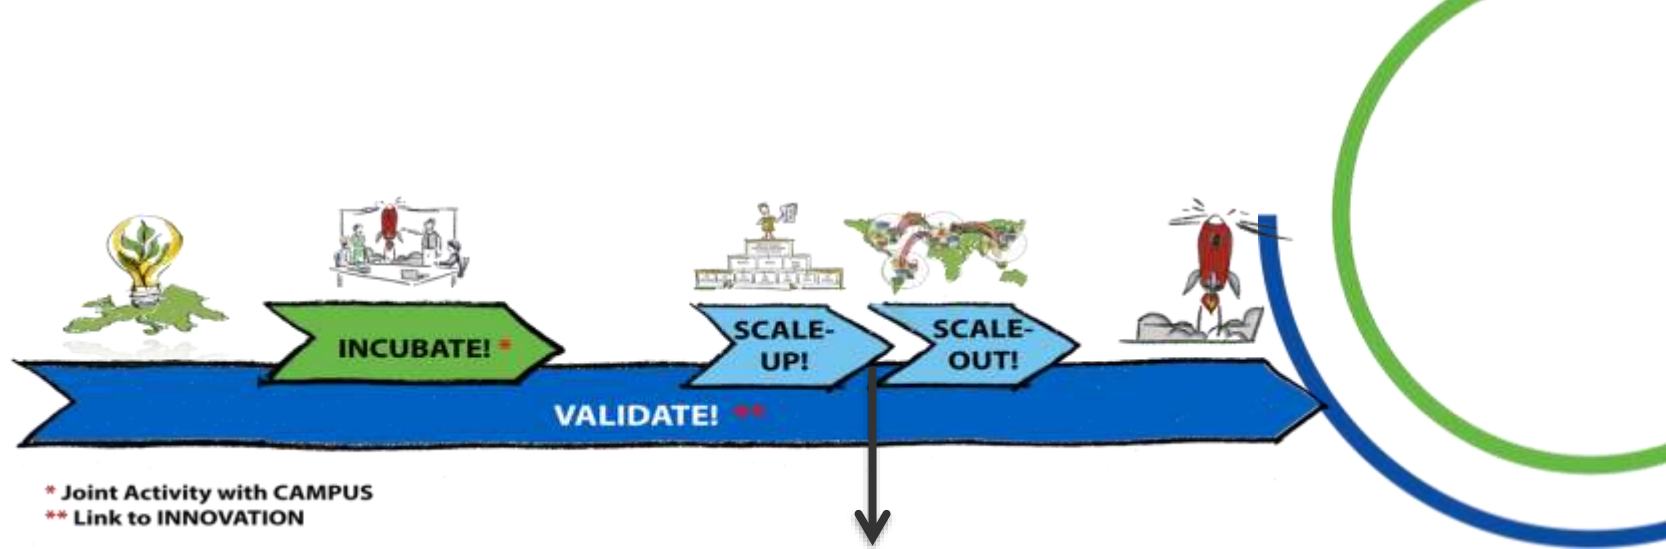 INCUBATE! *
SCALE-
UP!
SCALE-
OUT!
VALIDATE! **
* Joint Activity with CAMPUS
** Link to INNOVATION